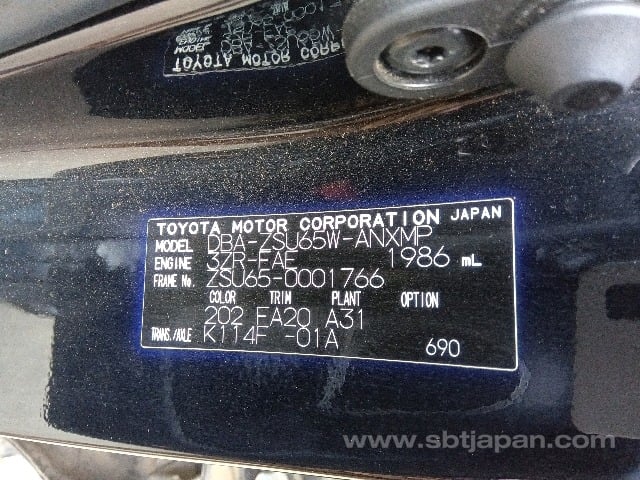 TOYOTA MOTOR CORPORATION JAPAN
MODEL DBA-ZSU65W-ANXMP
ENGINE 3ZR-FAE 1986 mL
FRAME No. ZSU65-0001766
COLOR TRIM PLANT OPTION
202 FA20 A31
TRANS./AXLE K114F -01A
690
www.sbtjapan.com